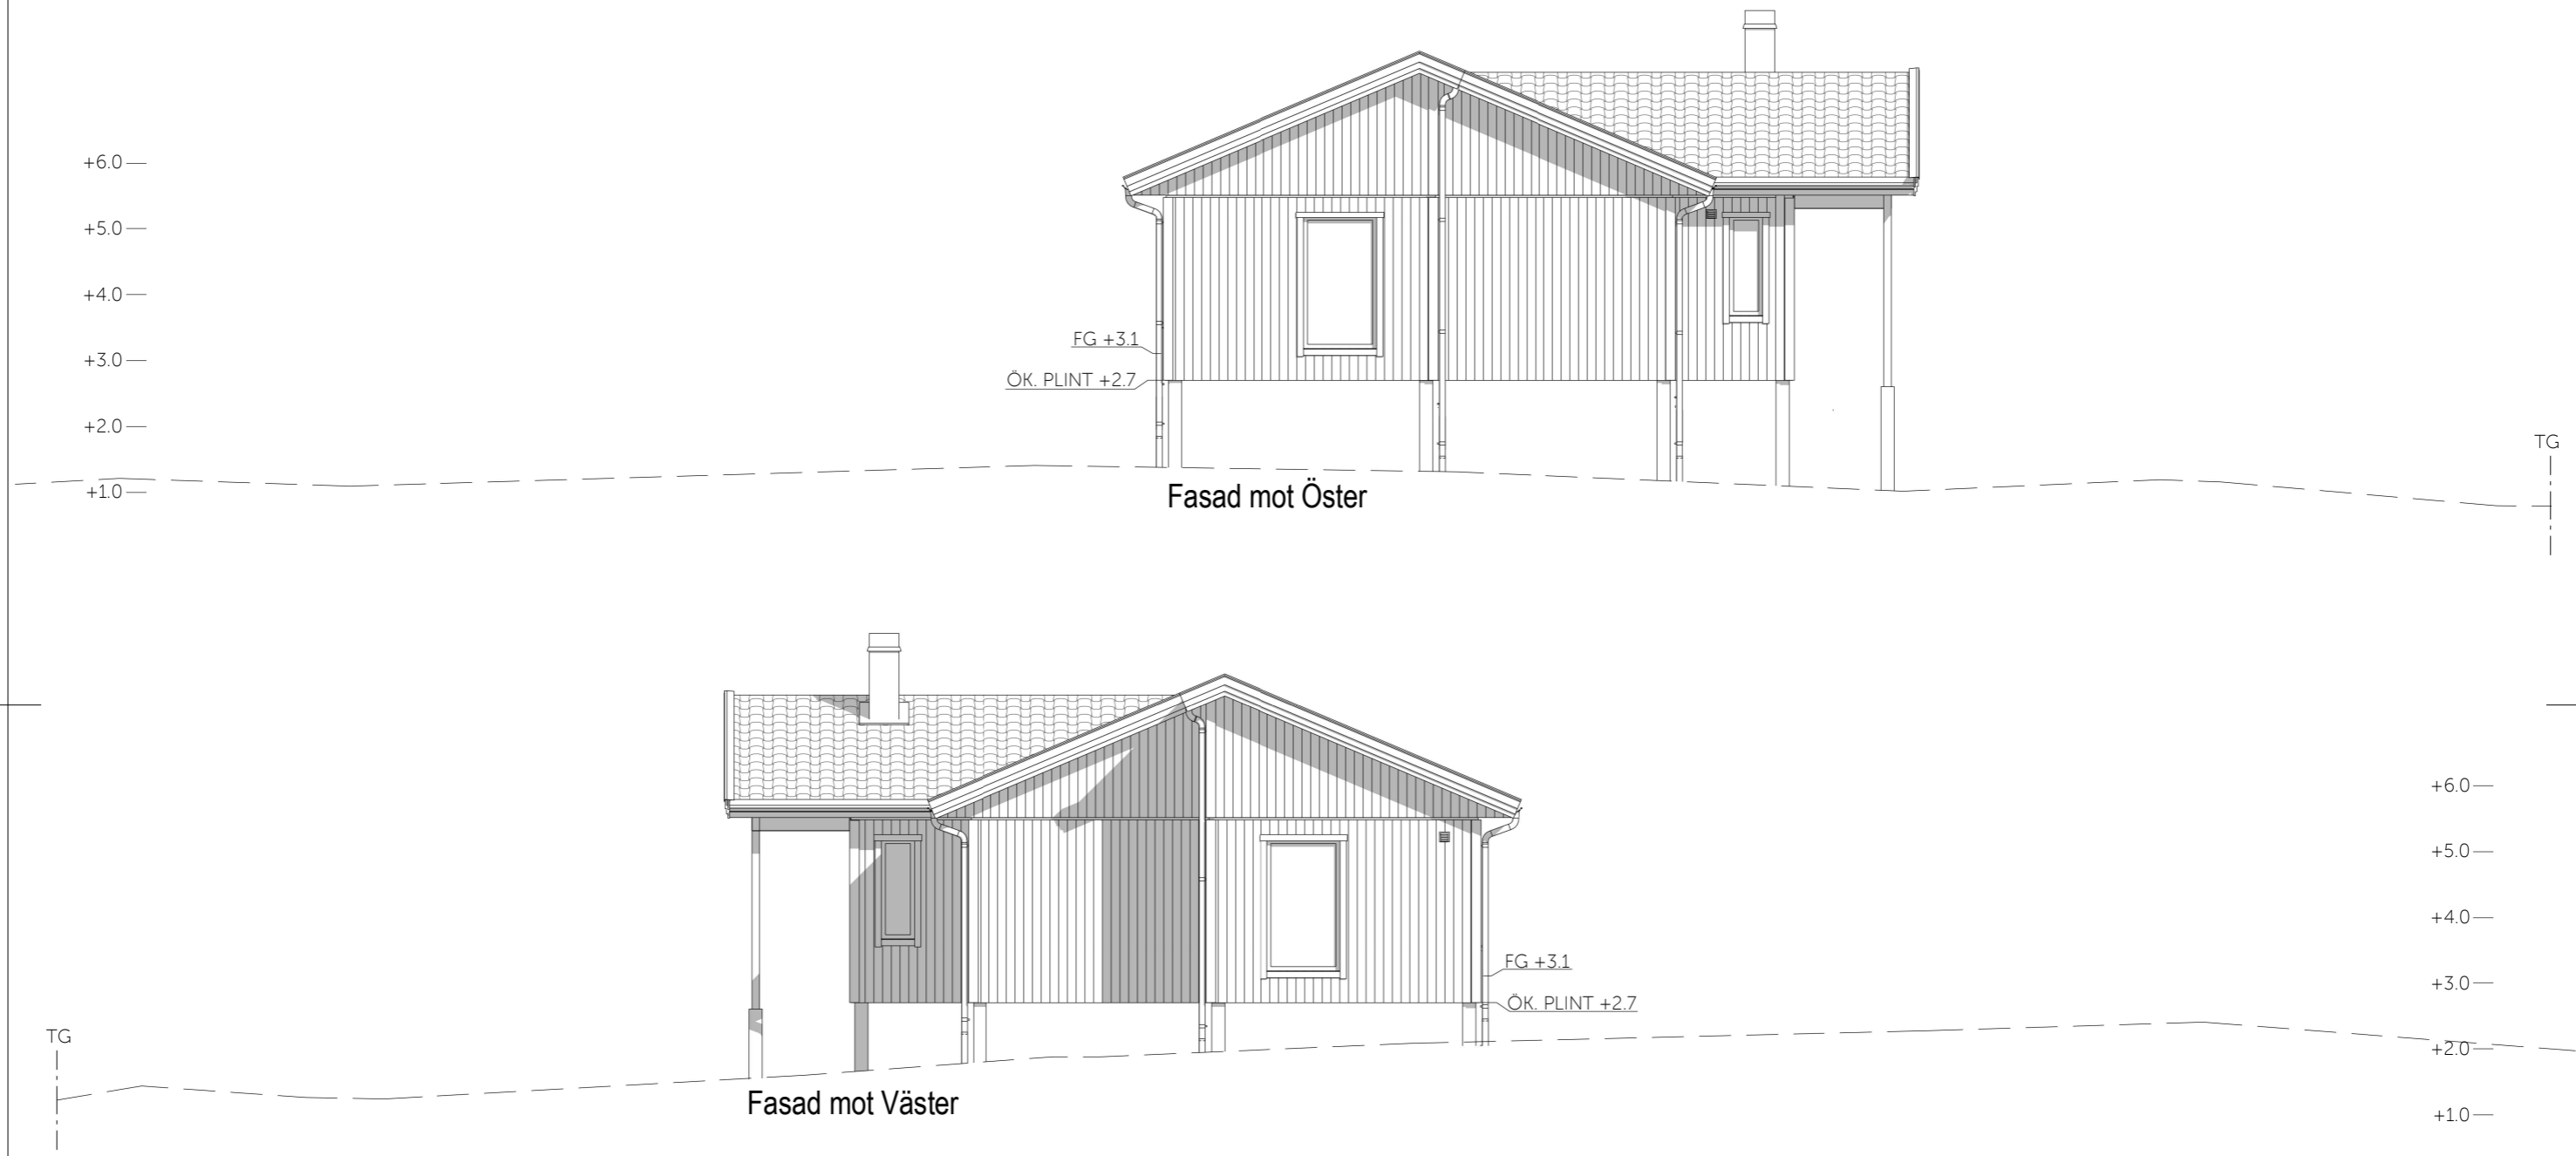 +6.0
+5.0
+4.0
+3.0
+2.0
+1.0
FG +3.1
ÖK. PLINT +2.7
TG
Fasad mot Öster
+6.0
+5.0
+4.0
+3.0
+2.0
+1.0
FG +3.1
ÖK. PLINT +2.7
TG
Fasad mot Väster